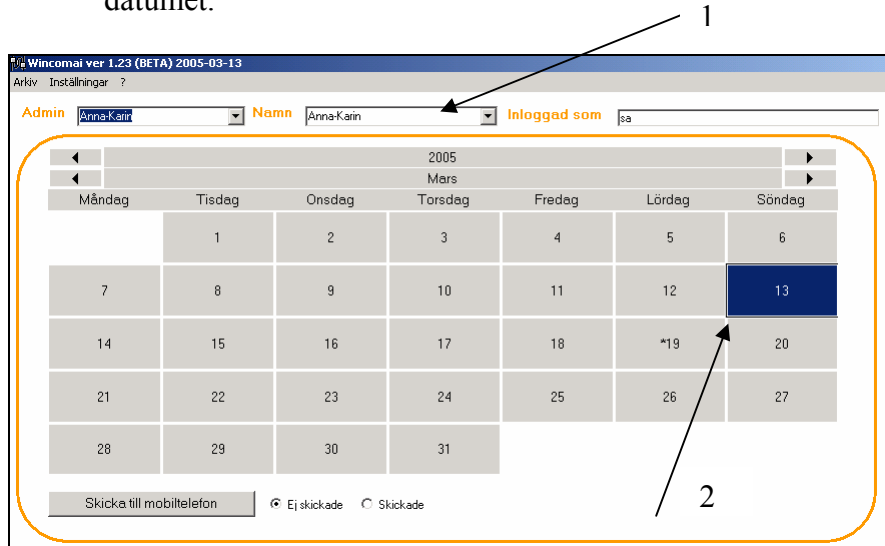 datumet.
1
Wincomai ver 1.23 (BETA) 2005-03-13
Arkiv Inställningar ?
Admin Anna-Karin Namn Anna-Karin Inloggad som sa
2005
Mars
Måndag Tisdag Onsdag Torsdag Fredag Lördag Söndag
1 2 3 4 5 6
7 8 9 10 11 12 13
14 15 16 17 18 *19 20
21 22 23 24 25 26 27
28 29 30 31
Skicka till mobiltelefon Ej skickade Skickade
2